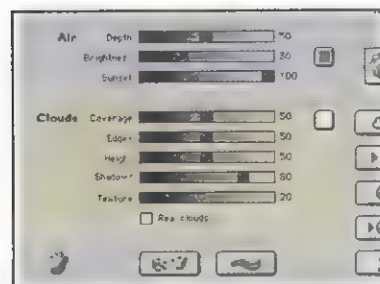 Air Depth 50
Brightness 30
Sunset 100
Clouds Coverage 50
Edges 50
Height 50
Shadows 80
Texture 20
Real clouds